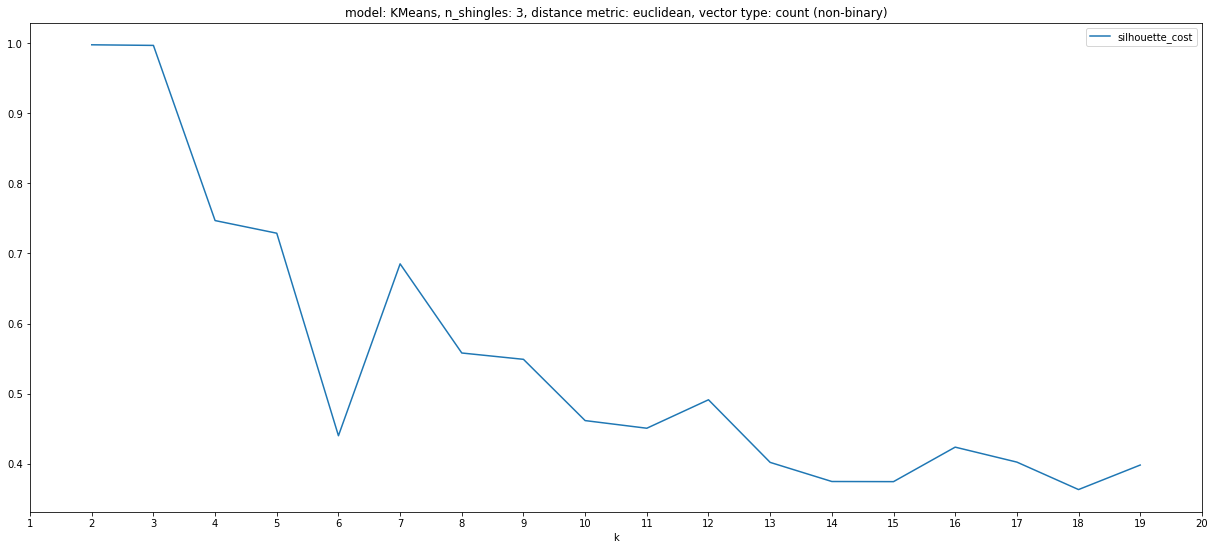 model: KMeans, n_shingles: 3, distance metric: euclidean, vector type: count (non-binary)
silhouette_cost
1.0
0.9
0.8
0.7
0.6
0.5
0.4
1 2 3 4 5 6 7 8 9 10 11 12 13 14 15 16 17 18 19 20
k